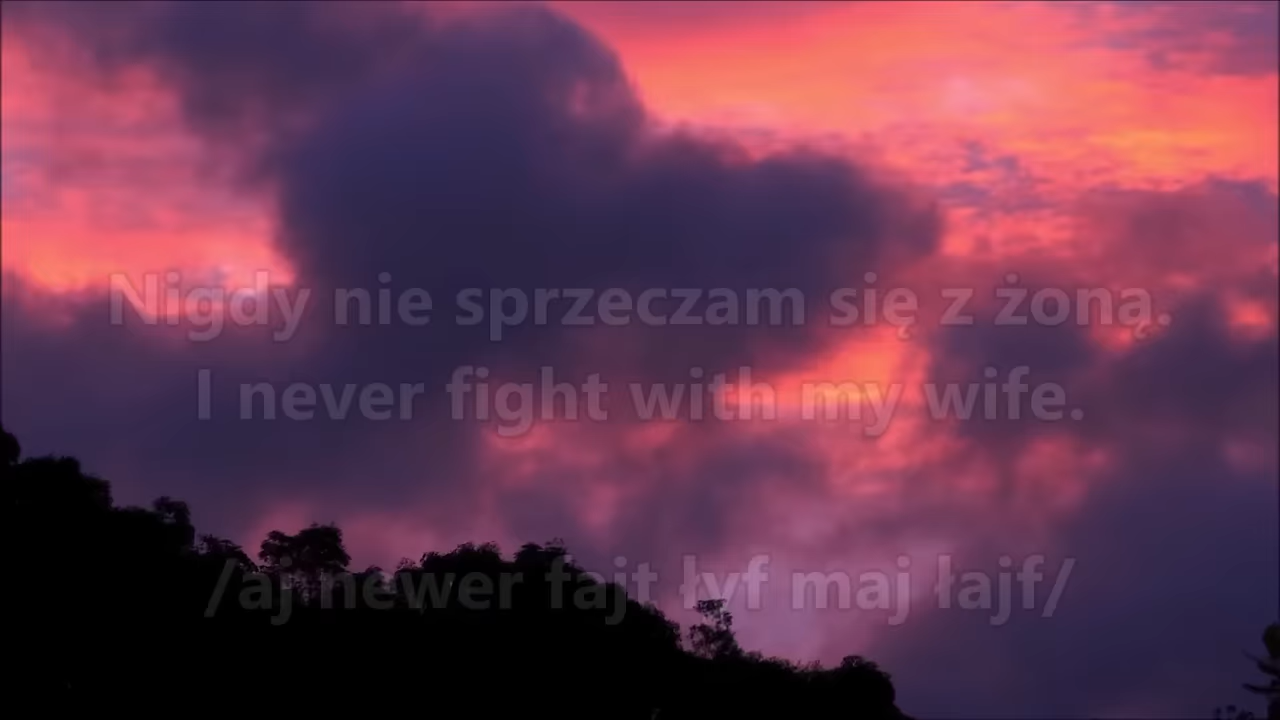 Nigdy nie sprzeczam się z żoną.
I never fight with my wife.
/aj newer fajt łyf maj łajf/